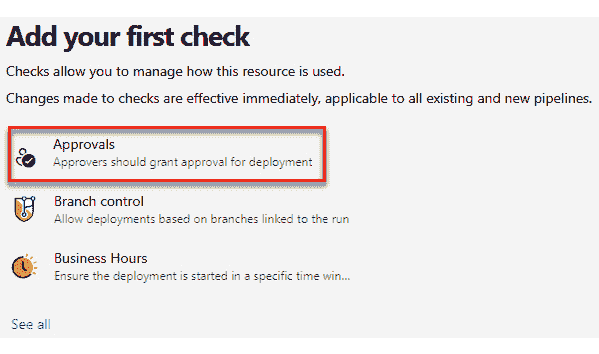 Add your first check
Checks allow you to manage how this resource is used.
Changes made to checks are effective immediately, applicable to all existing and new pipelines.
Approvals
Approvers should grant approval for deployment
Branch control
Allow deployments based on branches linked to the run
Business Hours
Ensure the deployment is started in a specific time win...
See all